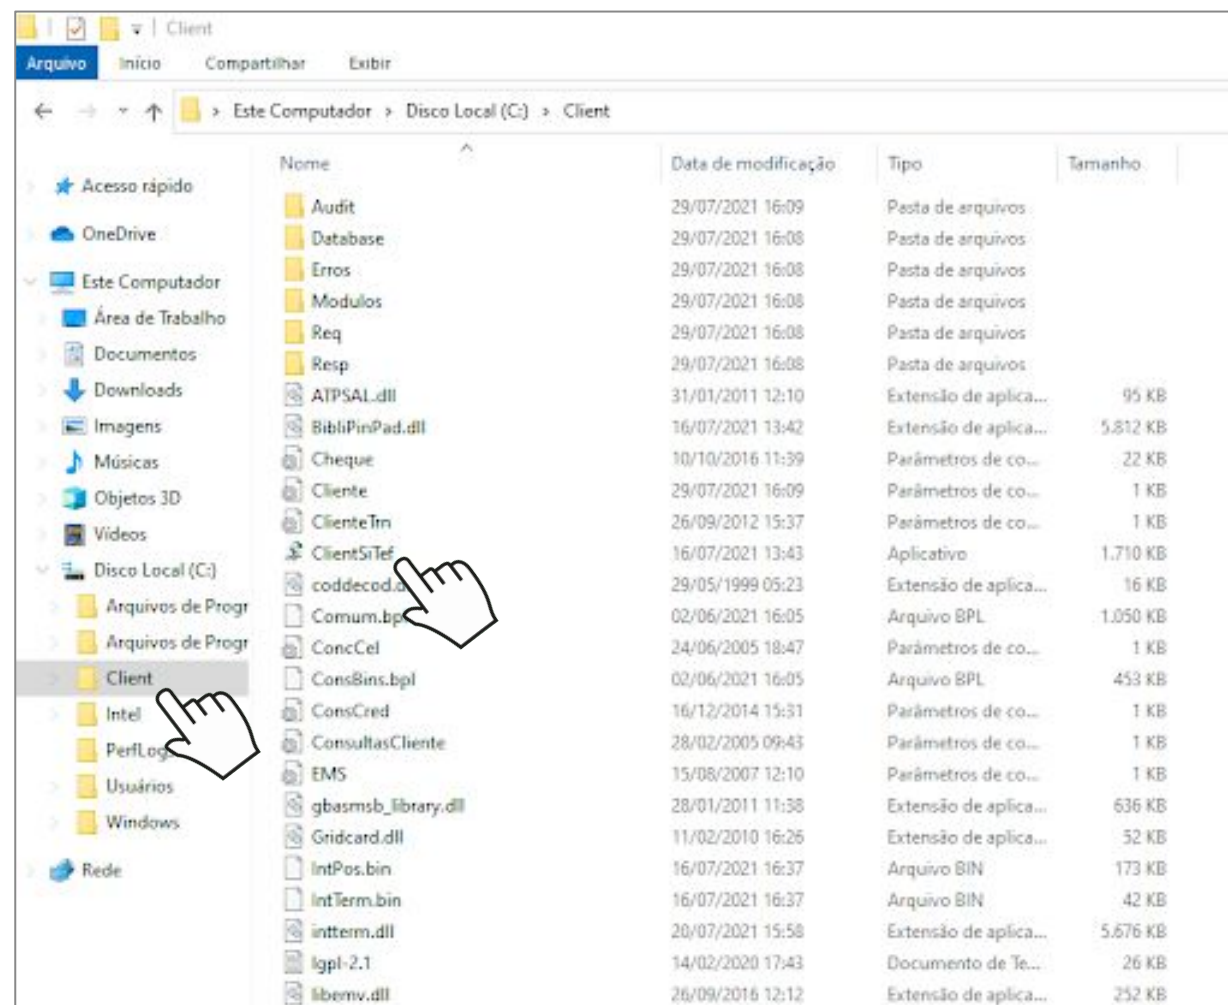 Client
Arquivo Início Compartilhar Exibir
Este Computador > Disco Local (C:) > Client
Nome Data de modificação Tipo Tamanho
Acesso rápido
OneDrive
Este Computador
Área de Trabalho
Documentos
Downloads
Imagens
Músicas
Objetos 3D
Vídeos
Disco Local (C:)
Arquivos de Progr
Arquivos de Progr
Client
Intel
PerfLog
Usuários
Windows
Rede
Audit 29/07/2021 16:09 Pasta de arquivos
Database 29/07/2021 16:08 Pasta de arquivos
Erros 29/07/2021 16:08 Pasta de arquivos
Modulos 29/07/2021 16:08 Pasta de arquivos
Req 29/07/2021 16:08 Pasta de arquivos
Resp 29/07/2021 16:08 Pasta de arquivos
ATPSAL.dll 31/01/2011 12:10 Extensão de aplica... 95 KB
BibliPinPad.dll 16/07/2021 13:42 Extensão de aplica... 5.812 KB
Cheque 10/10/2016 11:39 Parâmetros de co... 22 KB
Cliente 29/07/2021 16:09 Parâmetros de co... 1 KB
ClienteTrn 26/09/2012 15:37 Parâmetros de co... 1 KB
ClientSiTef 16/07/2021 13:43 Aplicativo 1.710 KB
coddecod.d 29/05/1999 05:23 Extensão de aplica... 16 KB
Comum.bp 02/06/2021 16:05 Arquivo BPL 1.050 KB
ConcCel 24/06/2005 18:47 Parâmetros de co... 1 KB
ConsBins.bpl 02/06/2021 16:05 Arquivo BPL 453 KB
ConsCred 16/12/2014 15:31 Parâmetros de co... 1 KB
ConsultasCliente 28/02/2005 09:43 Parâmetros de co... 1 KB
EMS 15/08/2007 12:10 Parâmetros de co... 1 KB
gbasmsb_library.dll 28/01/2011 11:38 Extensão de aplica... 636 KB
Gridcard.dll 11/02/2010 16:26 Extensão de aplica... 52 KB
IntPos.bin 16/07/2021 16:37 Arquivo BIN 173 KB
IntTerm.bin 16/07/2021 16:37 Arquivo BIN 42 KB
intterm.dll 20/07/2021 15:58 Extensão de aplica... 5.676 KB
lgpl-2.1 14/02/2020 17:43 Documento de Te... 26 KB
libemv.dll 26/09/2016 12:12 Extensão de aplica... 252 KB